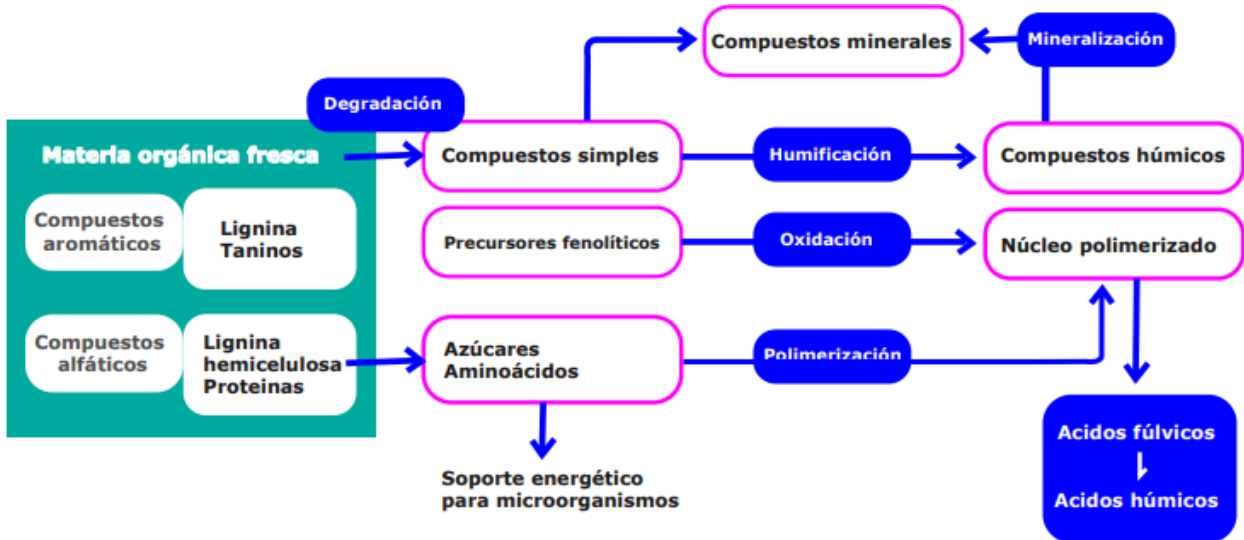 Compuestos minerales
Mineralización
Degradación
Materia orgánica fresca
Compuestos simples
Humificación
Compuestos húmicos
Compuestos
aromáticos
Lignina
Taninos
Precursores fenolíticos
Oxidación
Núcleo polimerizado
Compuestos
alfáticos
Lignina
hemicelulosa
Proteinas
Azúcares
Aminoácidos
Polimerización
Soporte energético
para microorganismos
Acidos fúlvicos
Acidos húmicos